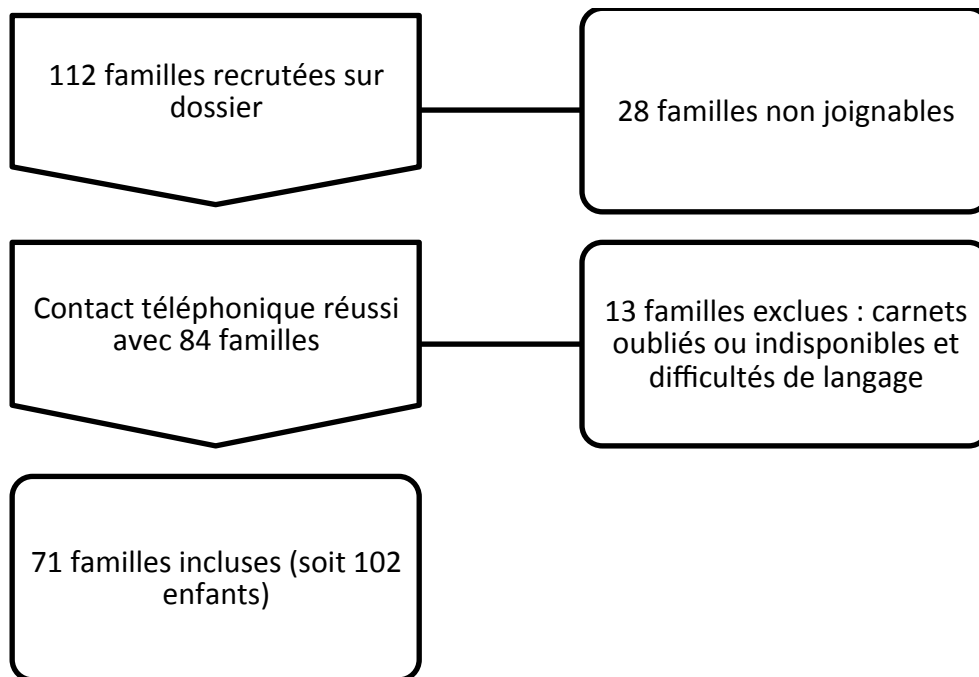 112 familles recrutées sur
dossier
28 familles non joignables
Contact téléphonique réussi
avec 84 familles
13 familles exclues : carnets
oubliés ou indisponibles et
difficultés de langage
71 familles incluses (soit 102
enfants)